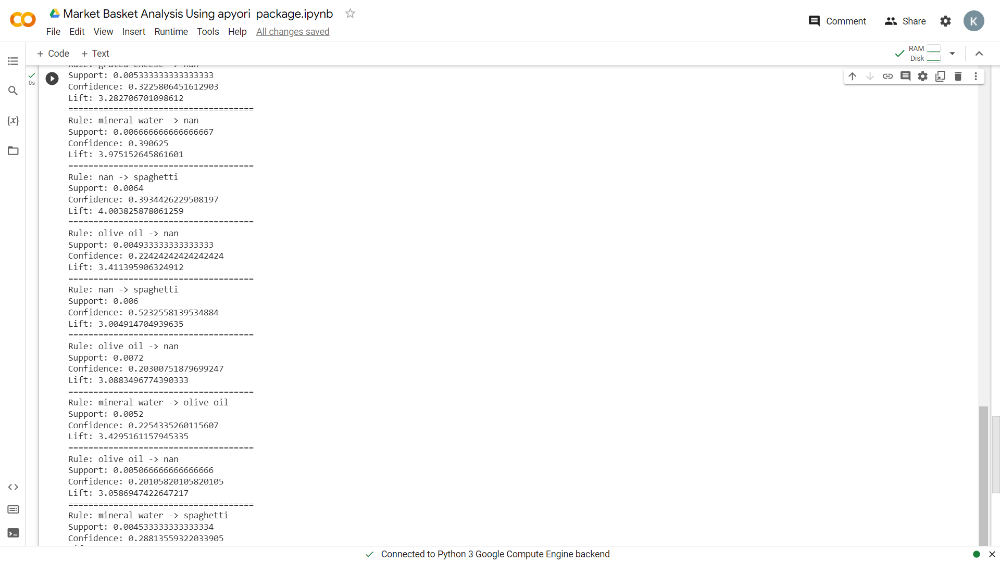 Market Basket Analysis Using apyori package.ipynb
Comment
Share
K
File Edit View Insert Runtime Tools Help All changes saved
+ Code + Text
RAM
Disk
Rule: grated cheese -> nan
0s
Support: 0.005333333333333333
Confidence: 0.3225806451612903
Lift: 3.282706701098612
=====================================
Rule: mineral water -> nan
Support: 0.006666666666666667
Confidence: 0.390625
Lift: 3.975152645861601
=====================================
Rule: nan -> spaghetti
Support: 0.0064
Confidence: 0.3934426229508197
Lift: 4.003825878061259
=====================================
Rule: olive oil -> nan
Support: 0.004933333333333333
Confidence: 0.22424242424242424
Lift: 3.411395906324912
=====================================
Rule: nan -> spaghetti
Support: 0.006
Confidence: 0.5232558139534884
Lift: 3.004914704939635
=====================================
Rule: olive oil -> nan
Support: 0.0072
Confidence: 0.20300751879699247
Lift: 3.0883496774390333
=====================================
Rule: mineral water -> olive oil
Support: 0.0052
Confidence: 0.2254335260115607
Lift: 3.4295161157945335
=====================================
Rule: olive oil -> nan
Support: 0.005066666666666666
Confidence: 0.20105820105820105
Lift: 3.0586947422647217
=====================================
Rule: mineral water -> spaghetti
Support: 0.004533333333333334
Confidence: 0.28813559322033905
Connected to Python 3 Google Compute Engine backend